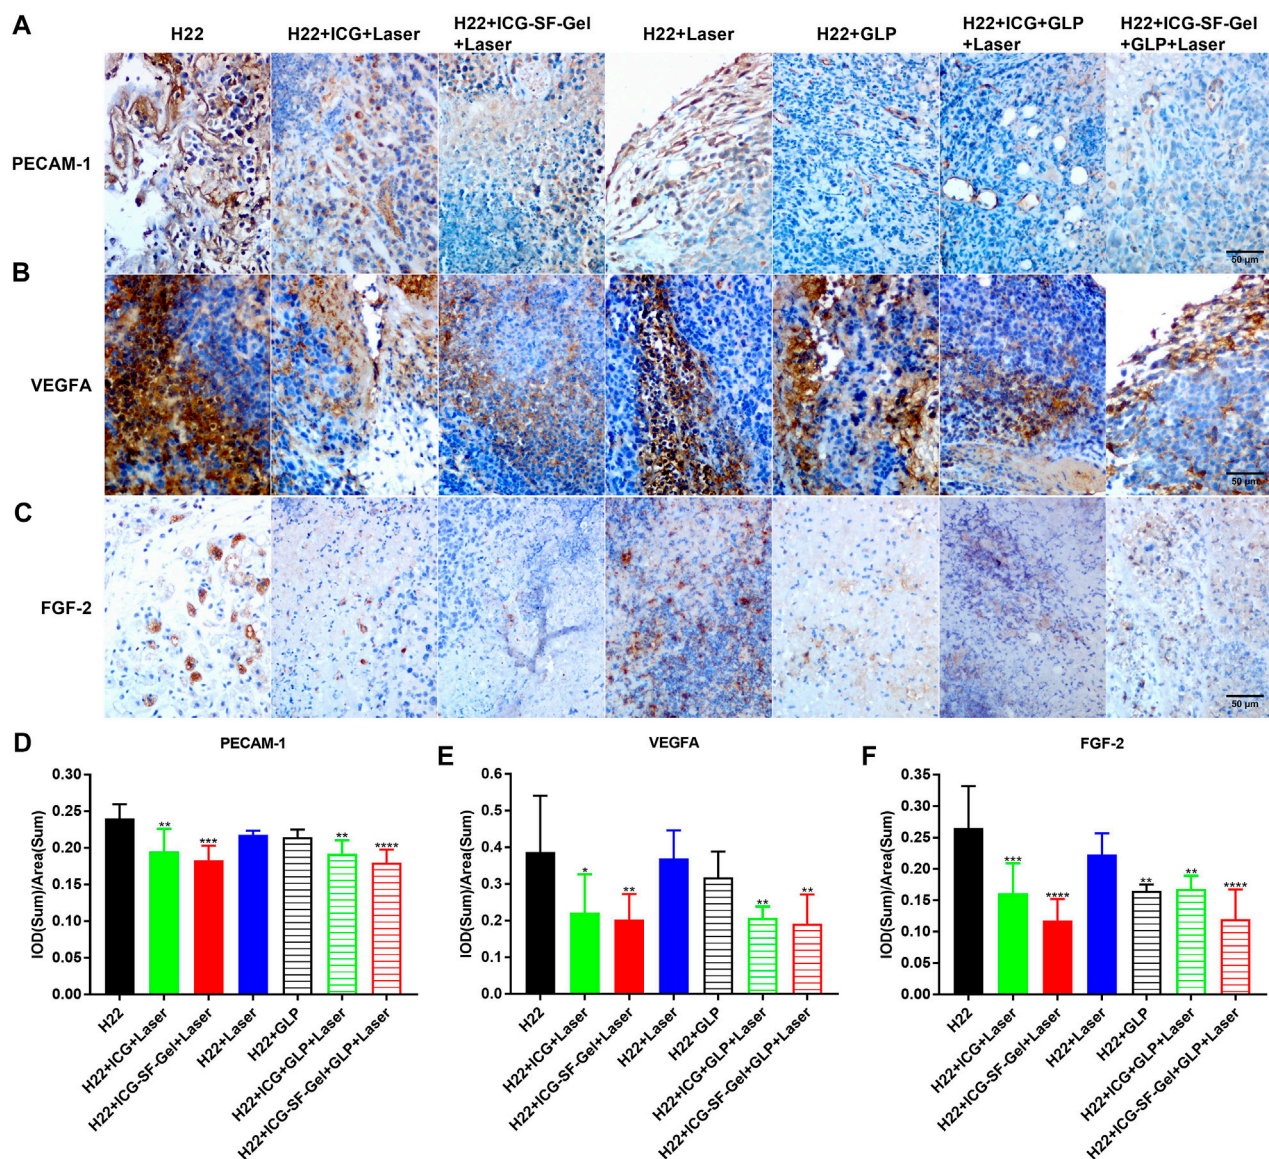 A
H22
H22+ICG+Laser
H22+ICG-SF-Gel
+Laser
H22+Laser
H22+GLP
H22+ICG+GLP
+Laser
H22+ICG-SF-Gel
+GLP+Laser
PECAM-1
50 µm
B
VEGFA
50 µm
C
FGF-2
50 µm
D
PECAM-1
IOD(Sum)/Area(Sum)
0.30
0.25
0.20
0.15
0.10
0.05
0.00
**
***
**
****
H22
H22+ICG+Laser
H22+ICG-SF-Gel+Laser
H22+Laser
H22+GLP
H22+ICG+GLP+Laser
H22+ICG-SF-Gel+GLP+Laser
E
VEGFA
IOD(Sum)/Area(Sum)
0.6
0.5
0.4
0.3
0.2
0.1
0.0
*
**
**
**
H22
H22+ICG+Laser
H22+ICG-SF-Gel+Laser
H22+Laser
H22+GLP
H22+ICG+GLP+Laser
H22+ICG-SF-Gel+GLP+Laser
F
FGF-2
IOD(Sum)/Area(Sum)
0.35
0.30
0.25
0.20
0.15
0.10
0.05
0.00
***
****
**
**
****
H22
H22+ICG+Laser
H22+ICG-SF-Gel+Laser
H22+Laser
H22+GLP
H22+ICG+GLP+Laser
H22+ICG-SF-Gel+GLP+Laser